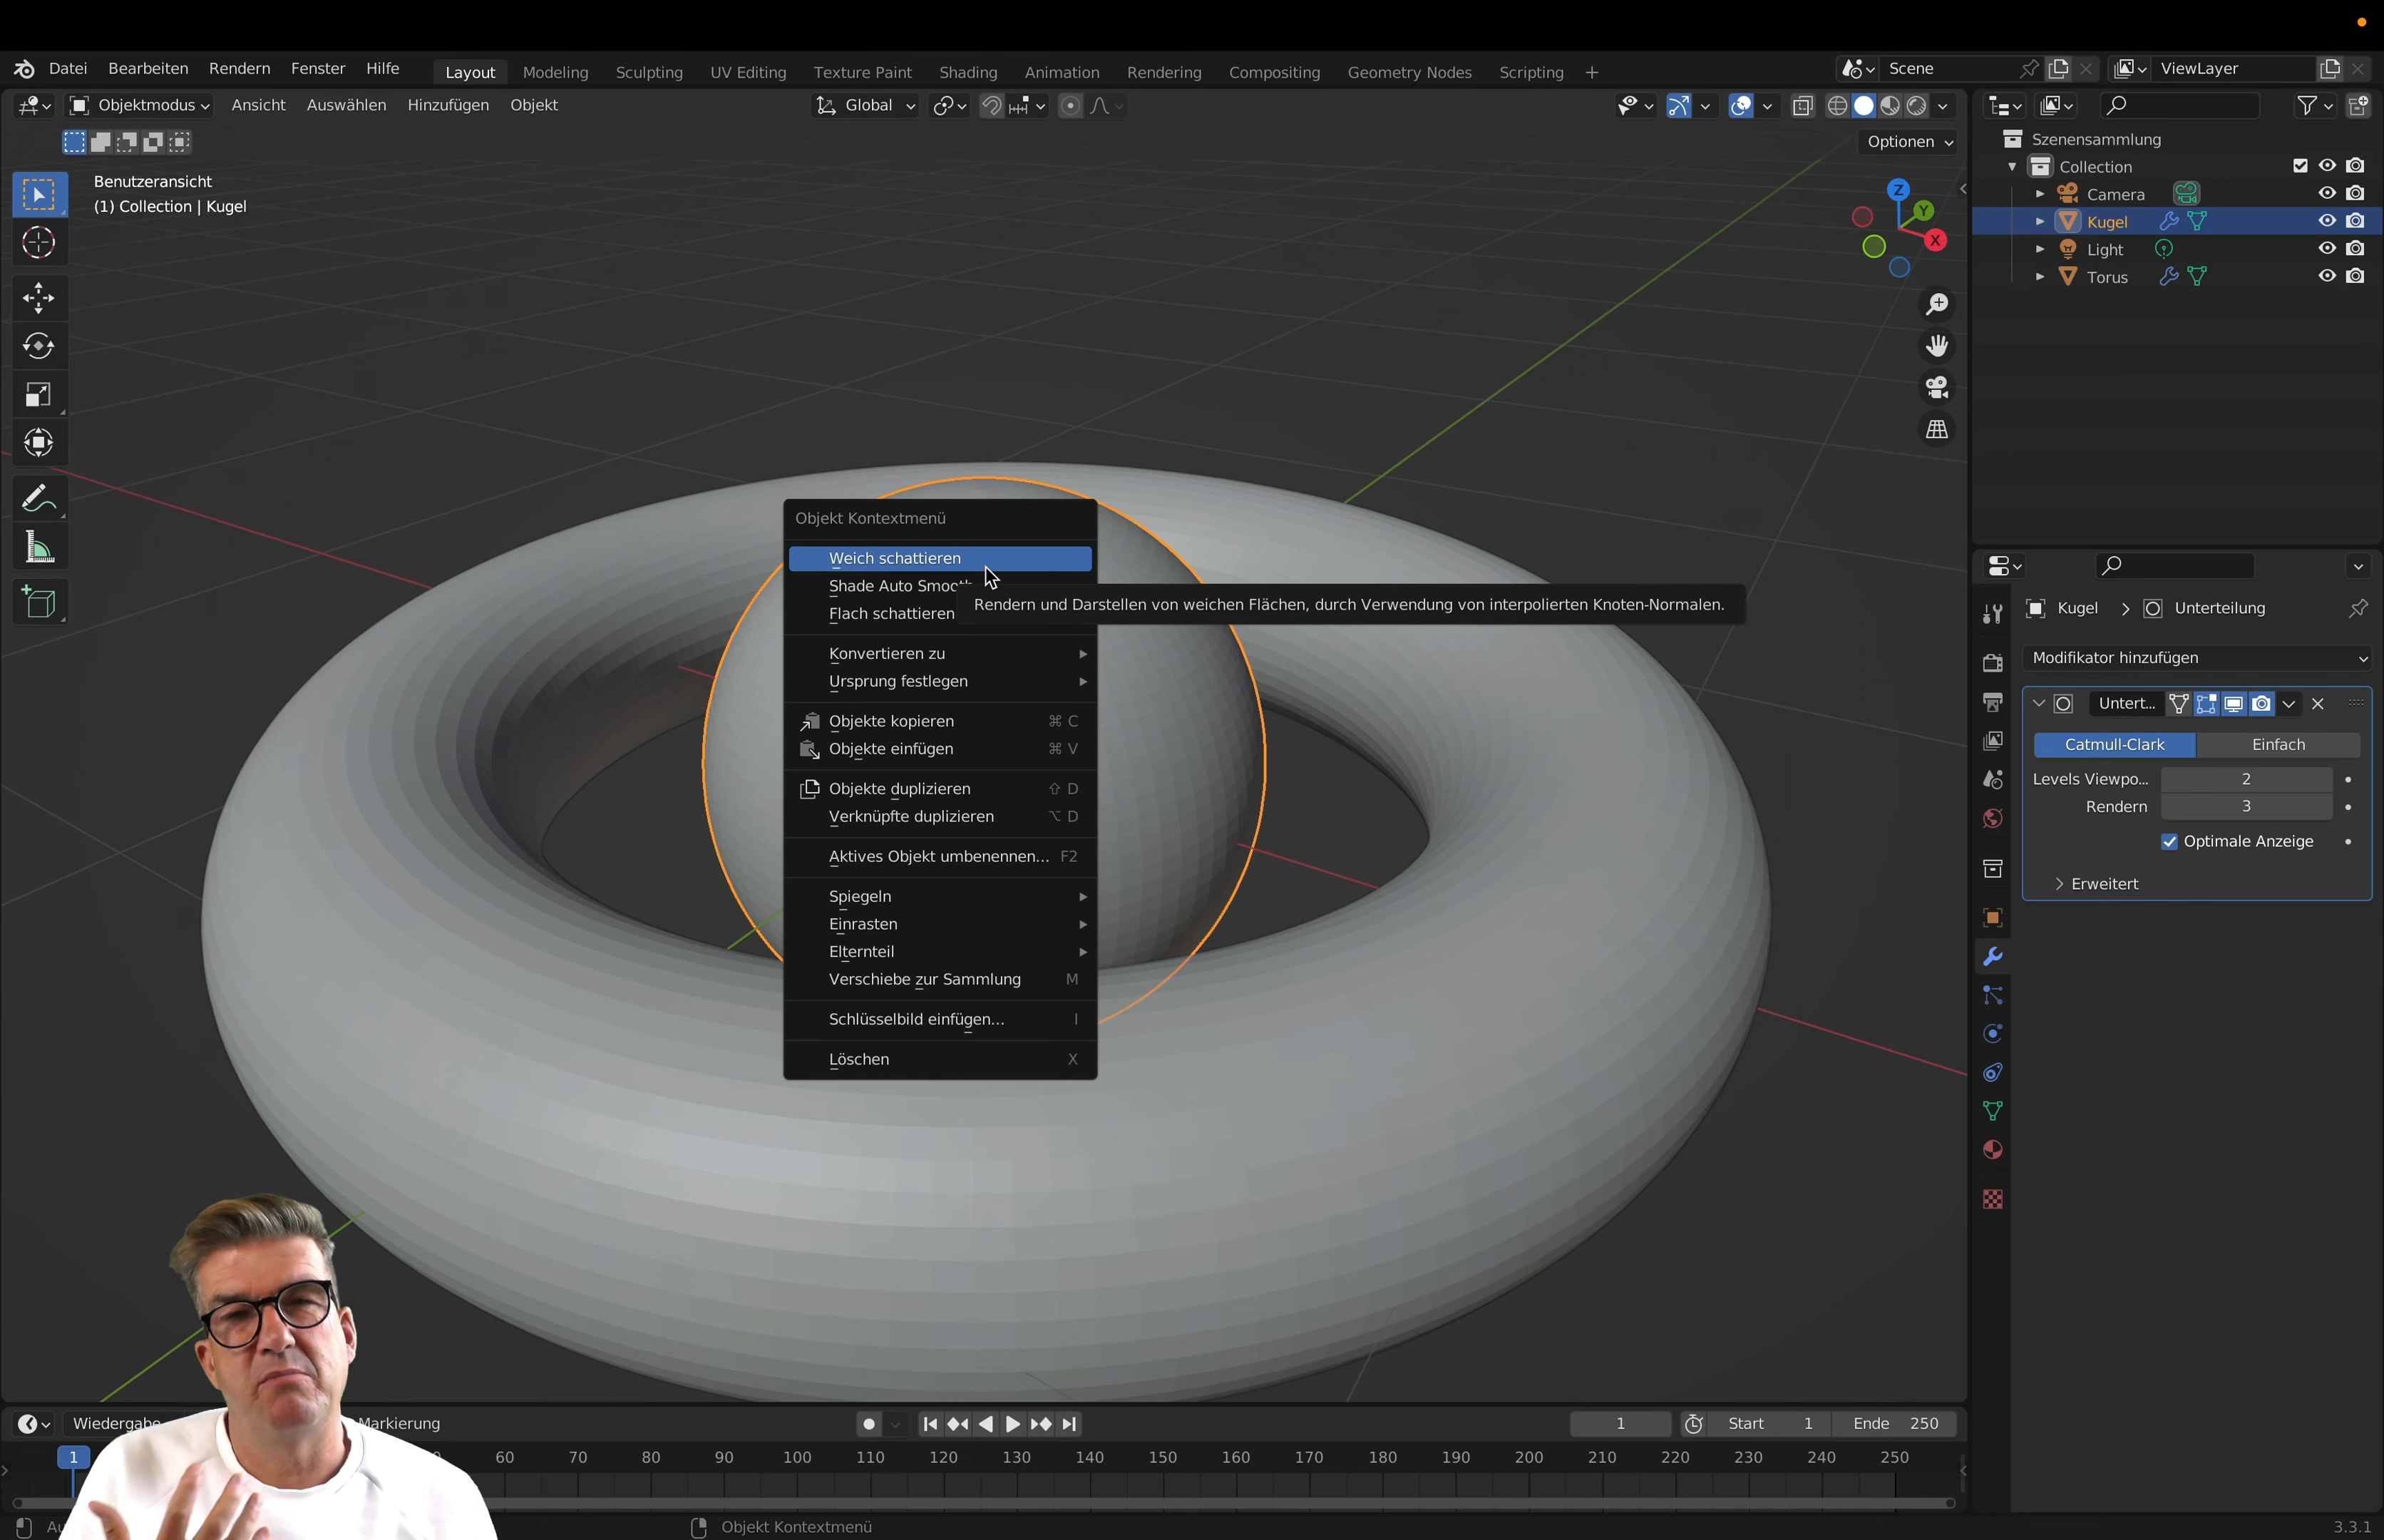 Datei Bearbeiten Rendern Fenster Hilfe Layout Modeling Sculpting UV Editing Texture Paint Shading Animation Rendering Compositing Geometry Nodes Scripting + Scene ViewLayer
Objektmodus Ansicht Auswählen Hinzufügen Objekt Global
Optionen
Benutzeransicht
(1) Collection | Kugel
Z
Y
X
Szenensammlung
Collection
Camera
Kugel
Light
Torus
Objekt Kontextmenü
Weich schattieren
Shade Auto Smooth
Flach schattieren
Rendern und Darstellen von weichen Flächen, durch Verwendung von interpolierten Knoten-Normalen.
Konvertieren zu
Ursprung festlegen
Objekte kopieren ⌘ C
Objekte einfügen ⌘ V
Objekte duplizieren ⇧ D
Verknüpfte duplizieren ⌥ D
Aktives Objekt umbenennen... F2
Spiegeln
Einrasten
Elternteil
Verschiebe zur Sammlung M
Schlüsselbild einfügen... I
Löschen X
Kugel > Unterteilung
Modifikator hinzufügen
Untert...
Catmull-Clark Einfach
Levels Viewpo... 2
Rendern 3
Optimale Anzeige
Erweitert
Wiedergabe Markierung 1 Start 1 Ende 250
1 60 70 80 90 100 110 120 130 140 150 160 170 180 190 200 210 220 230 240 250
Objekt Kontextmenü
3.3.1